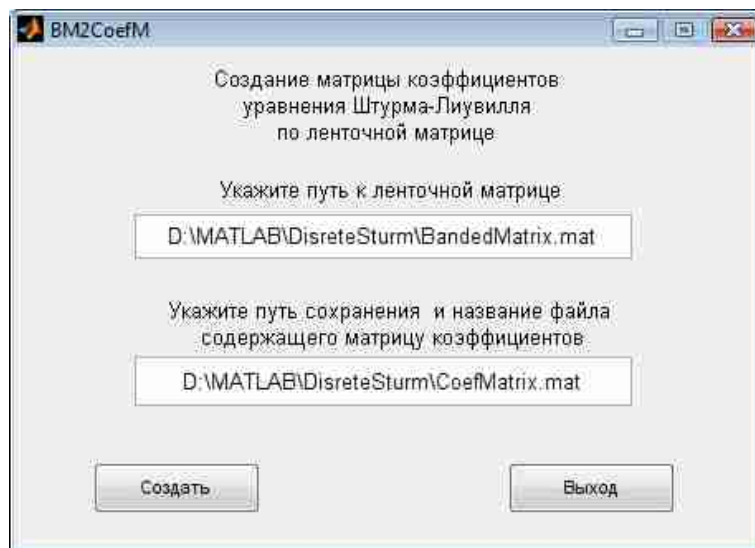 BM2CoefM
Создание матрицы коэффициентов
уравнения Штурма-Лиувилля
по ленточной матрице
Укажите путь к ленточной матрице
D:\MATLAB\DisreteSturm\BandedMatrix.mat
Укажите путь сохранения и название файла
содержащего матрицу коэффициентов
D:\MATLAB\DisreteSturm\CoefMatrix.mat
Создать
Выход